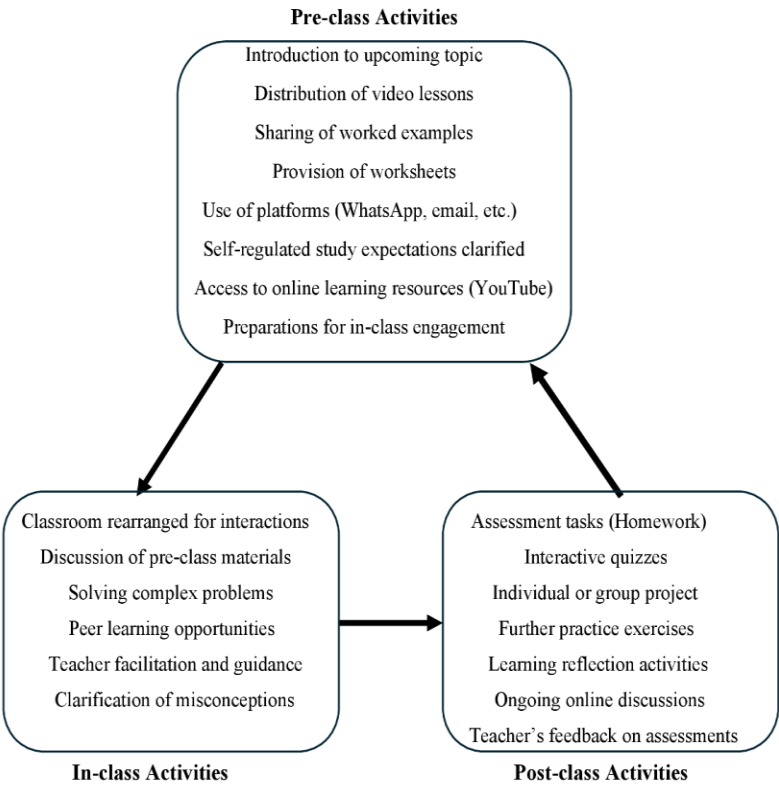 Pre-class Activities
Introduction to upcoming topic
Distribution of video lessons
Sharing of worked examples
Provision of worksheets
Use of platforms (WhatsApp, email, etc.)
Self-regulated study expectations clarified
Access to online learning resources (YouTube)
Preparations for in-class engagement
Classroom rearranged for interactions
Discussion of pre-class materials
Solving complex problems
Peer learning opportunities
Teacher facilitation and guidance
Clarification of misconceptions
In-class Activities
Assessment tasks (Homework)
Interactive quizzes
Individual or group project
Further practice exercises
Learning reflection activities
Ongoing online discussions
Teacher’s feedback on assessments
Post-class Activities